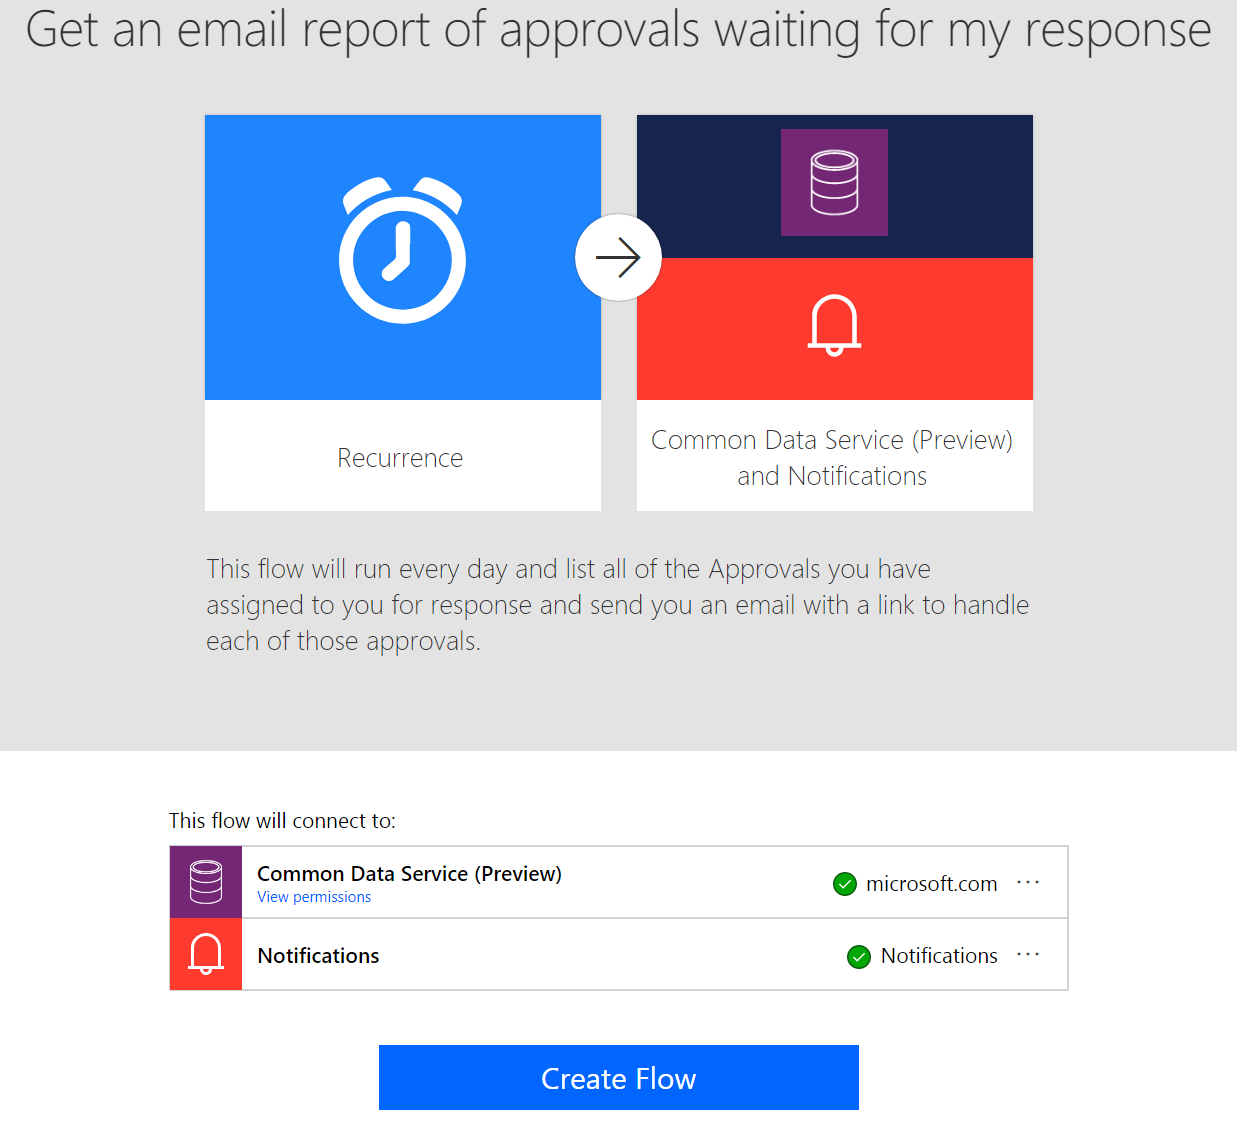 Get an email report of approvals waiting for my response
Recurrence
Common Data Service (Preview)
and Notifications
This flow will run every day and list all of the Approvals you have
assigned to you for response and send you an email with a link to handle
each of those approvals.
This flow will connect to:
Common Data Service (Preview)
View permissions
microsoft.com
Notifications
Notifications
Create Flow